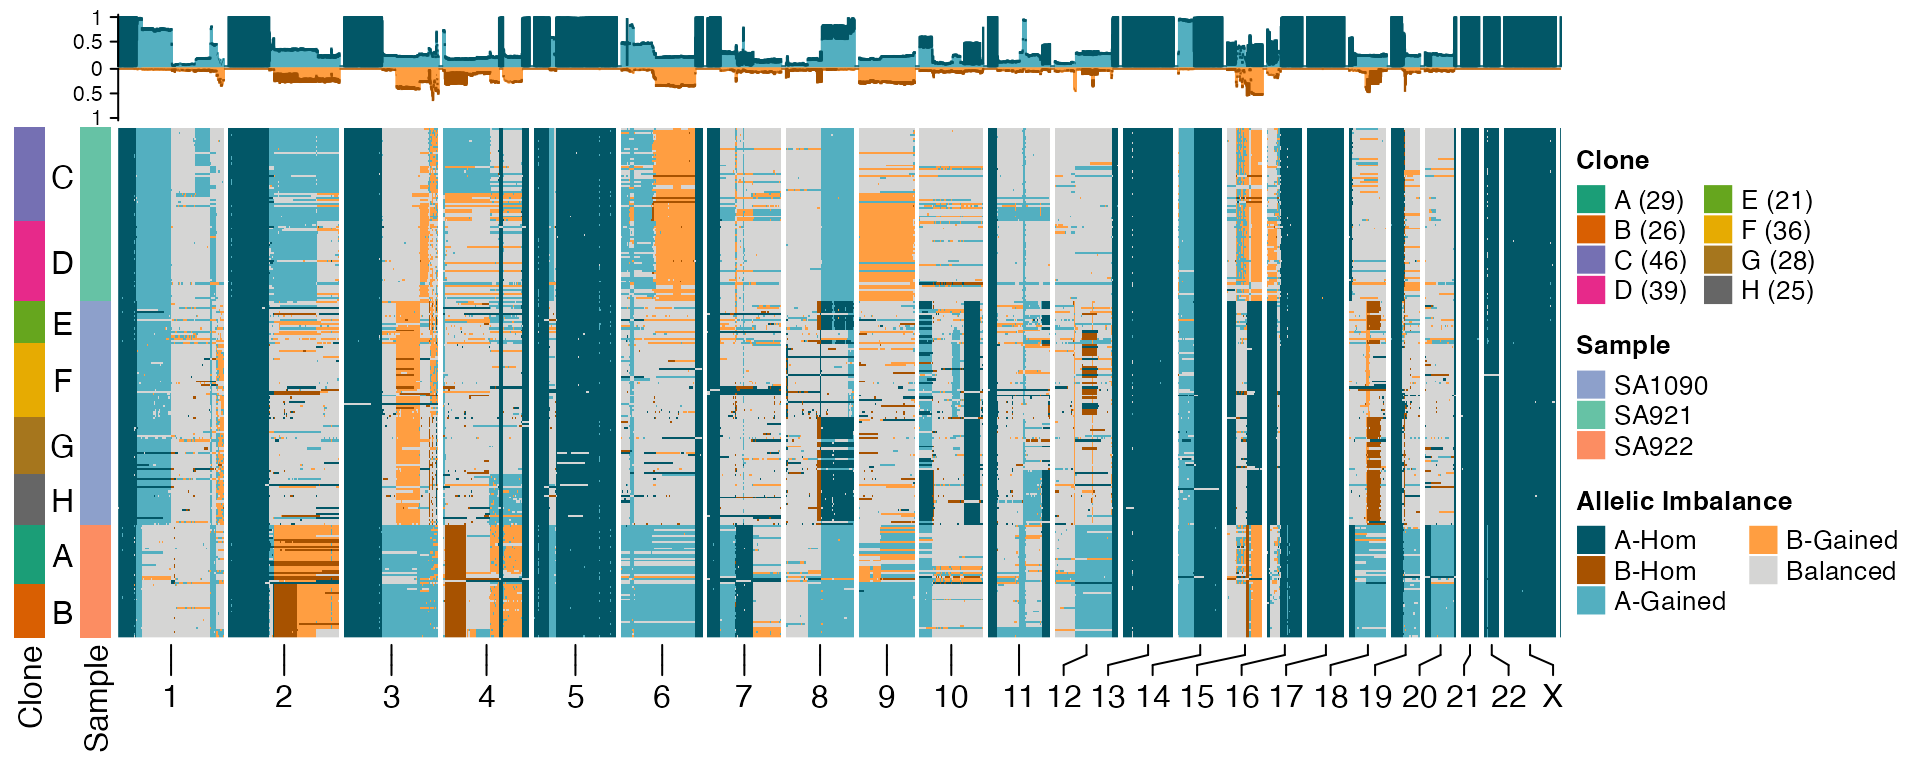 1
0.5
0
0.5
1
C
D
E
F
G
H
A
B
Clone
Sample
1 2 3 4 5 6 7 8 9 10 11 12 13 14 15 16 17 18 19 20 21 22 X
Clone
A (29) E (21)
B (26) F (36)
C (46) G (28)
D (39) H (25)
Sample
SA1090
SA921
SA922
Allelic Imbalance
A-Hom B-Gained
B-Hom Balanced
A-Gained